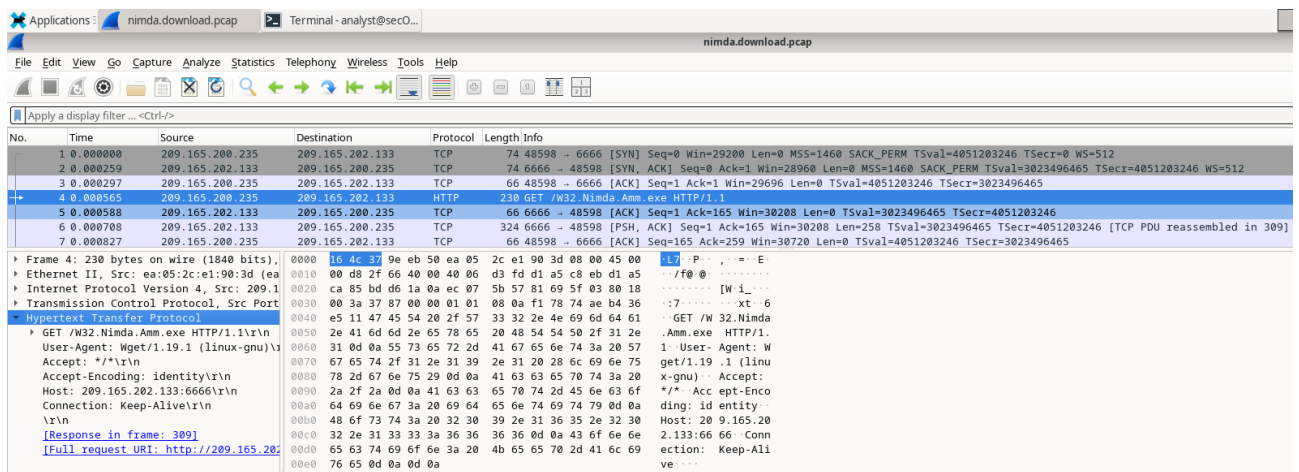 Applications nimda.download.pcap Terminal - analyst@secO...
nimda.download.pcap
File Edit View Go Capture Analyze Statistics Telephony Wireless Tools Help
Apply a display filter ... <Ctrl-/>
No. Time Source Destination Protocol Length Info
1 0.000000 209.165.200.235 209.165.202.133 TCP 74 48598 → 6666 [SYN] Seq=0 Win=29200 Len=0 MSS=1460 SACK_PERM TSval=4051203246 TSecr=0 WS=512
2 0.000259 209.165.202.133 209.165.200.235 TCP 74 6666 → 48598 [SYN, ACK] Seq=0 Ack=1 Win=28960 Len=0 MSS=1460 SACK_PERM TSval=3023496465 TSecr=4051203246 WS=512
3 0.000297 209.165.200.235 209.165.202.133 TCP 66 48598 → 6666 [ACK] Seq=1 Ack=1 Win=29696 Len=0 TSval=4051203246 TSecr=3023496465
4 0.000565 209.165.200.235 209.165.202.133 HTTP 230 GET /W32.Nimda.Amm.exe HTTP/1.1
5 0.000588 209.165.202.133 209.165.200.235 TCP 66 6666 → 48598 [ACK] Seq=1 Ack=165 Win=30208 Len=0 TSval=3023496465 TSecr=4051203246
6 0.000708 209.165.202.133 209.165.200.235 TCP 324 6666 → 48598 [PSH, ACK] Seq=1 Ack=165 Win=30208 Len=258 TSval=3023496465 TSecr=4051203246 [TCP PDU reassembled in 309]
7 0.000827 209.165.200.235 209.165.202.133 TCP 66 48598 → 6666 [ACK] Seq=165 Ack=259 Win=30720 Len=0 TSval=4051203246 TSecr=3023496465
Frame 4: 230 bytes on wire (1840 bits), 0000 16 4c 37 9e eb 50 ea 05 2c e1 90 3d 08 00 45 00 ·L7··P·· ,··=··E·
Ethernet II, Src: ea:05:2c:e1:90:3d (ea 0010 00 d8 2f 66 40 00 40 06 d3 fd d1 a5 c8 eb d1 a5 ··/f@·@· ········
Internet Protocol Version 4, Src: 209.1 0020 ca 85 bd d6 1a 0a ec 07 5b 57 81 69 5f 03 80 18 ········ [W·i_···
Transmission Control Protocol, Src Port 0030 00 3a 37 87 00 00 01 01 08 0a f1 78 74 ae b4 36 ·:7····· ···xt··6
Hypertext Transfer Protocol 0040 e5 11 47 45 54 20 2f 57 33 32 2e 4e 69 6d 64 61 ··GET /W 32.Nimda
GET /W32.Nimda.Amm.exe HTTP/1.1\r\n 0050 2e 41 6d 6d 2e 65 78 65 20 48 54 54 50 2f 31 2e .Amm.exe HTTP/1.
User-Agent: Wget/1.19.1 (linux-gnu)\r 0060 31 0d 0a 55 73 65 72 2d 41 67 65 6e 74 3a 20 57 1··User- Agent: W
Accept: */*\r\n 0070 67 65 74 2f 31 2e 31 39 2e 31 20 28 6c 69 6e 75 get/1.19 .1 (linu
Accept-Encoding: identity\r\n 0080 78 2d 67 6e 75 29 0d 0a 41 63 63 65 70 74 3a 20 x-gnu)·· Accept:
Host: 209.165.202.133:6666\r\n 0090 2a 2f 2a 0d 0a 41 63 63 65 70 74 2d 45 6e 63 6f */*··Acc ept-Enco
Connection: Keep-Alive\r\n 00a0 64 69 6e 67 3a 20 69 64 65 6e 74 69 74 79 0d 0a ding: id entity··
\r\n 00b0 48 6f 73 74 3a 20 32 30 39 2e 31 36 35 2e 32 30 Host: 20 9.165.20
[Response in frame: 309] 00c0 32 2e 31 33 33 3a 36 36 36 36 0d 0a 43 6f 6e 6e 2.133:66 66··Conn
[Full request URI: http://209.165.202 00d0 65 63 74 69 6f 6e 3a 20 4b 65 65 70 2d 41 6c 69 ection: Keep-Ali
00e0 76 65 0d 0a 0d 0a ve····